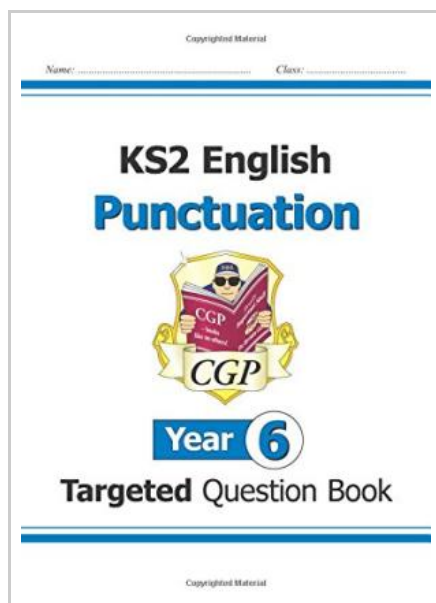 Copyrighted Material
Name: ........................................................ Class: .................................
KS2 English
Punctuation
CGP
CGP
Year 6
Targeted Question Book
Copyrighted Material